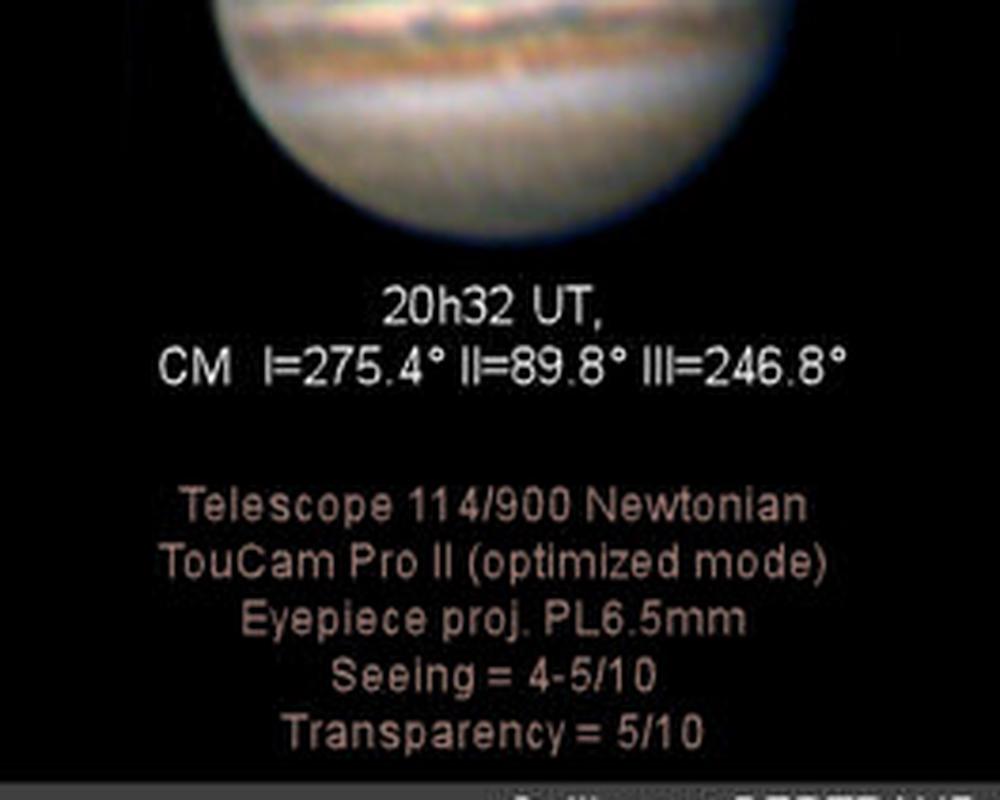 20h32 UT,
CM I=275.4° II=89.8° III=246.8°
Telescope 114/900 Newtonian
TouCam Pro II (optimized mode)
Eyepiece proj. PL6.5mm
Seeing = 4-5/10
Transparency = 5/10